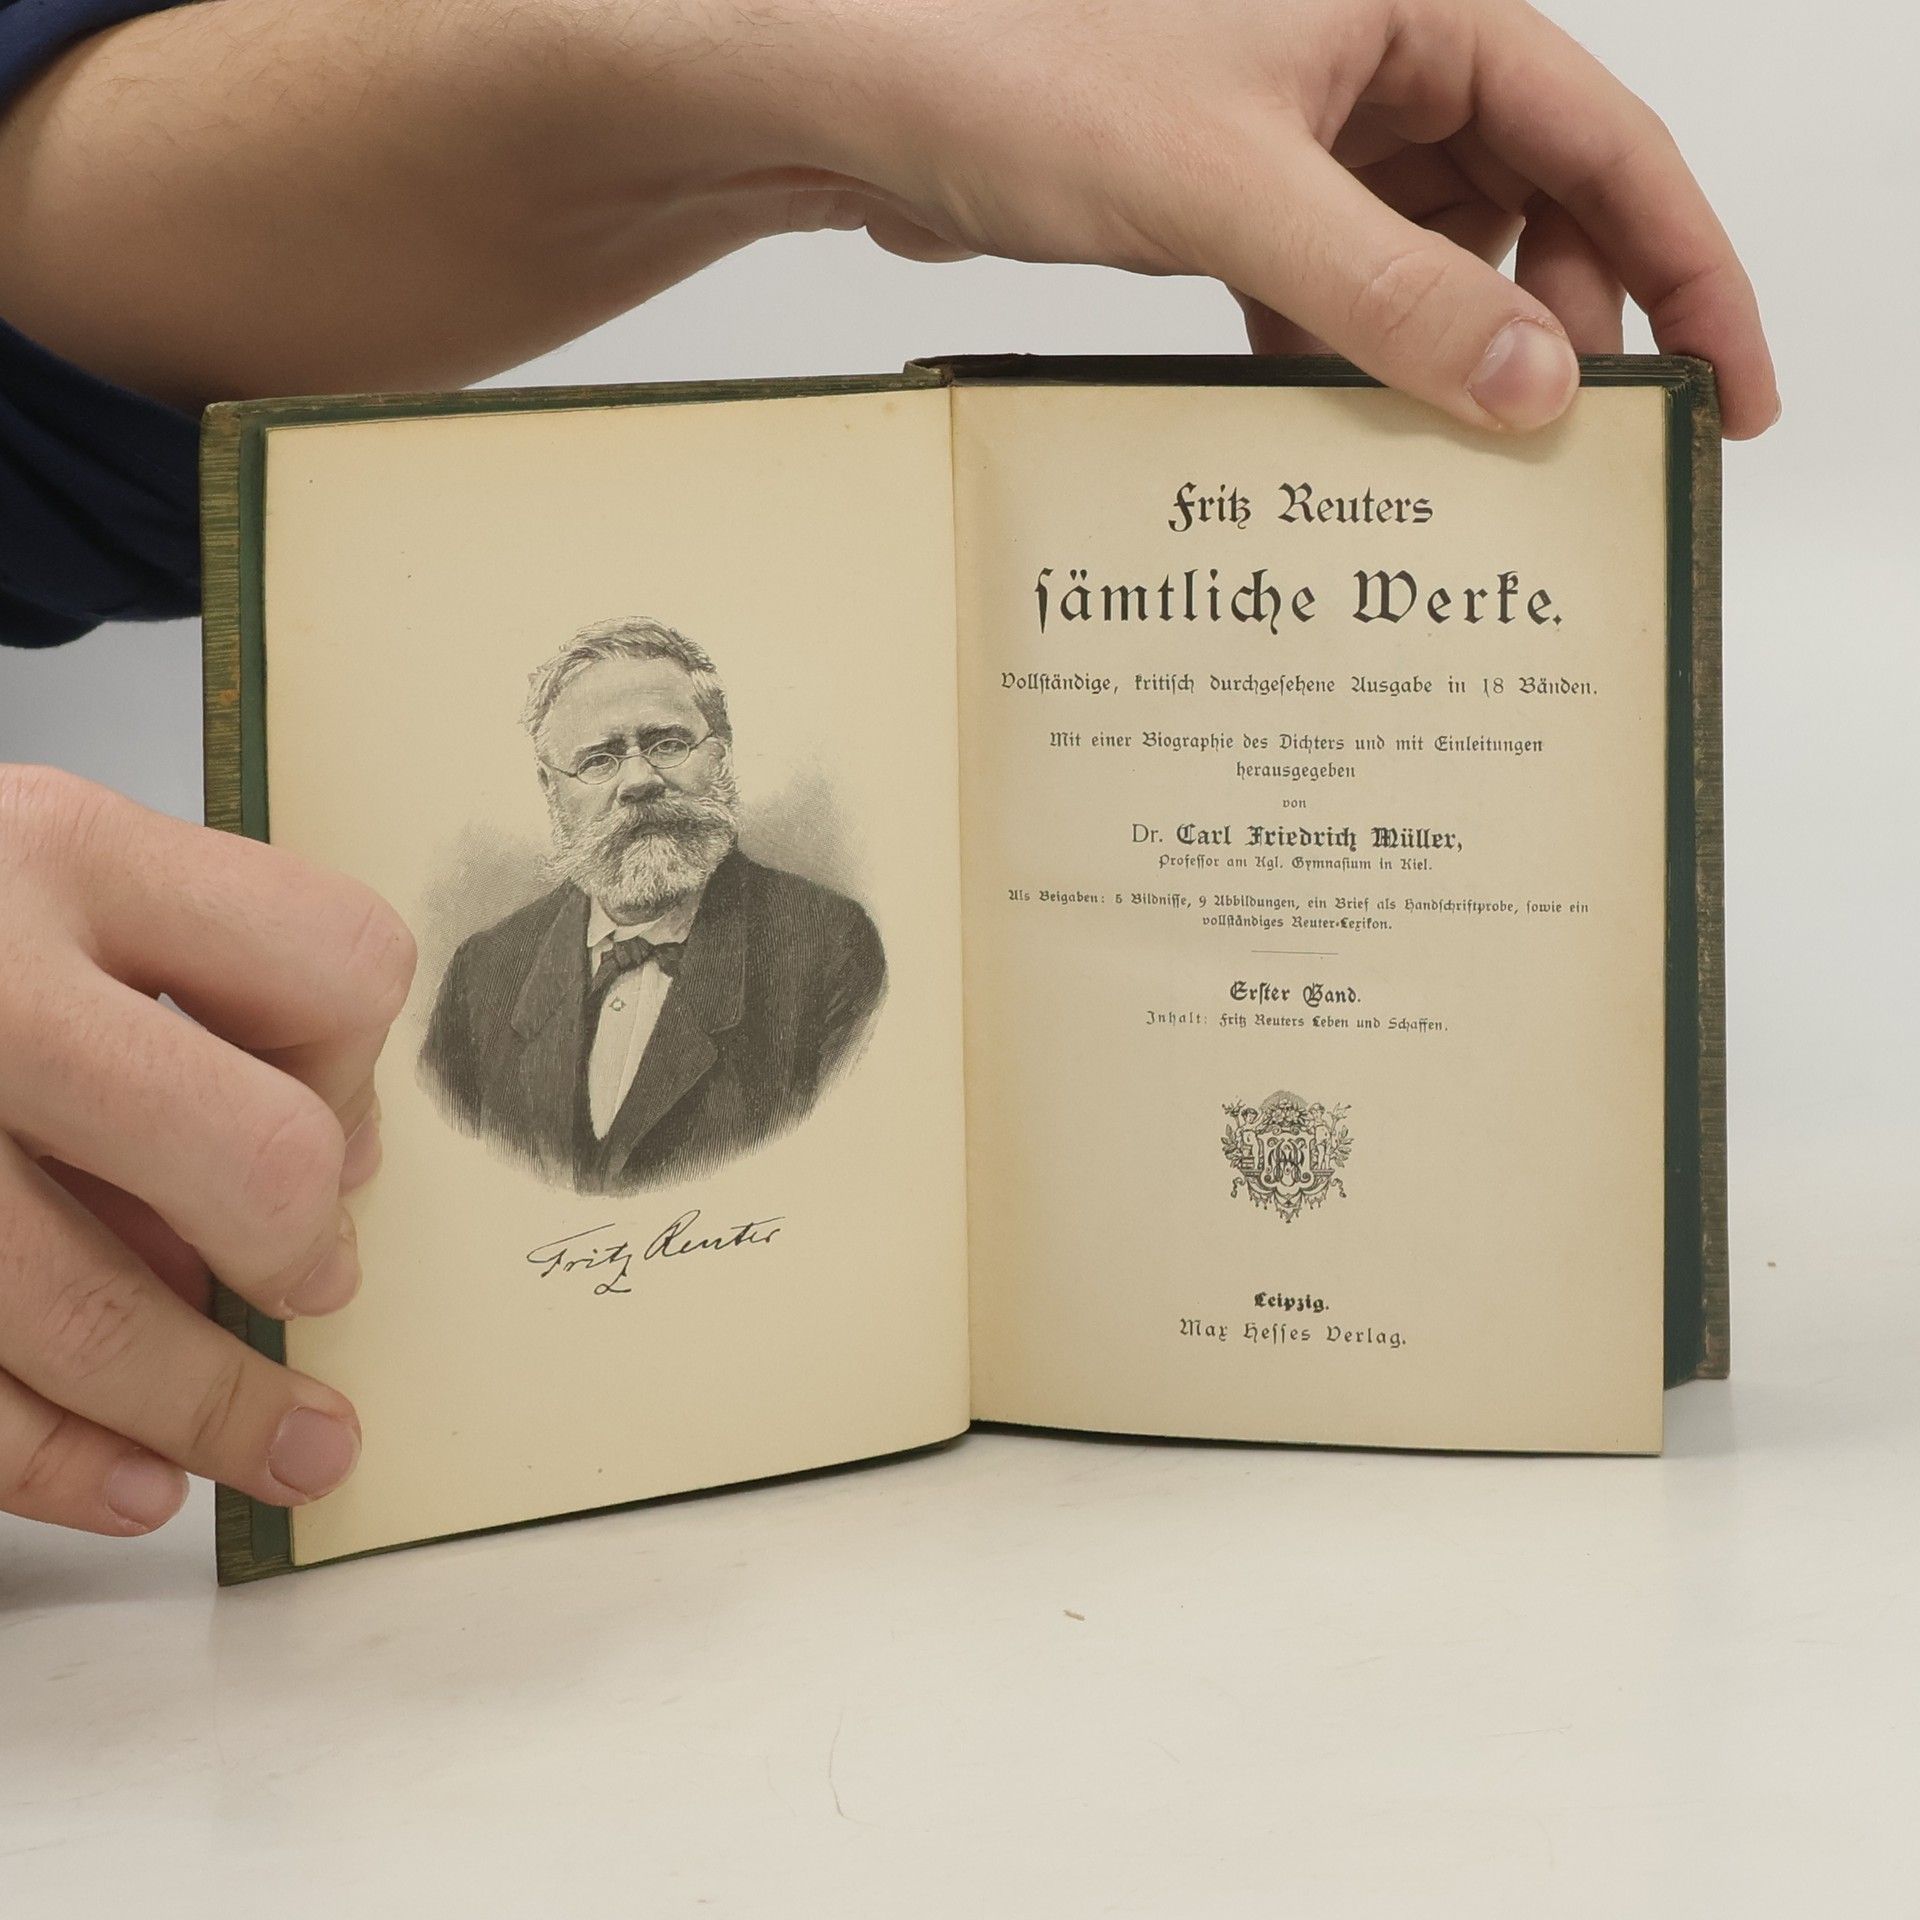 Fritz Reuter
Fritz Reuters
ſämtliche Werke.
Vollſtändige, kritiſch durchgeſehene Ausgabe in 18 Bänden.
Mit einer Biographie des Dichters und mit Einleitungen
herausgegeben
von
Dr. Carl Friedrich Müller,
Profeſſor am Kgl. Gymnaſium in Kiel.
Als Beigaben: 5 Bildniſſe, 9 Abbildungen, ein Brief als Handſchriftprobe, ſowie ein
vollſtändiges Reuter-Lexikon.
Erſter Band.
Inhalt: Fritz Reuters Leben und Schaffen.
Leipzig.
Max Heſſes Verlag.